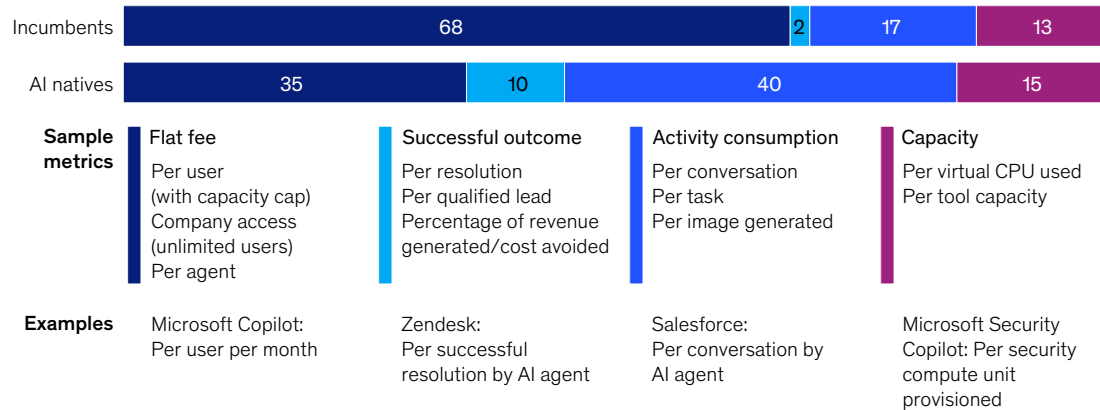 Incumbents 68 2 17 13
AI natives 35 10 40 15
Sample metrics
Flat fee
Per user
(with capacity cap)
Company access
(unlimited users)
Per agent
Successful outcome
Per resolution
Per qualified lead
Percentage of revenue
generated/cost avoided
Activity consumption
Per conversation
Per task
Per image generated
Capacity
Per virtual CPU used
Per tool capacity
Examples
Microsoft Copilot:
Per user per month
Zendesk:
Per successful
resolution by AI agent
Salesforce:
Per conversation by
AI agent
Microsoft Security
Copilot: Per security
compute unit
provisioned